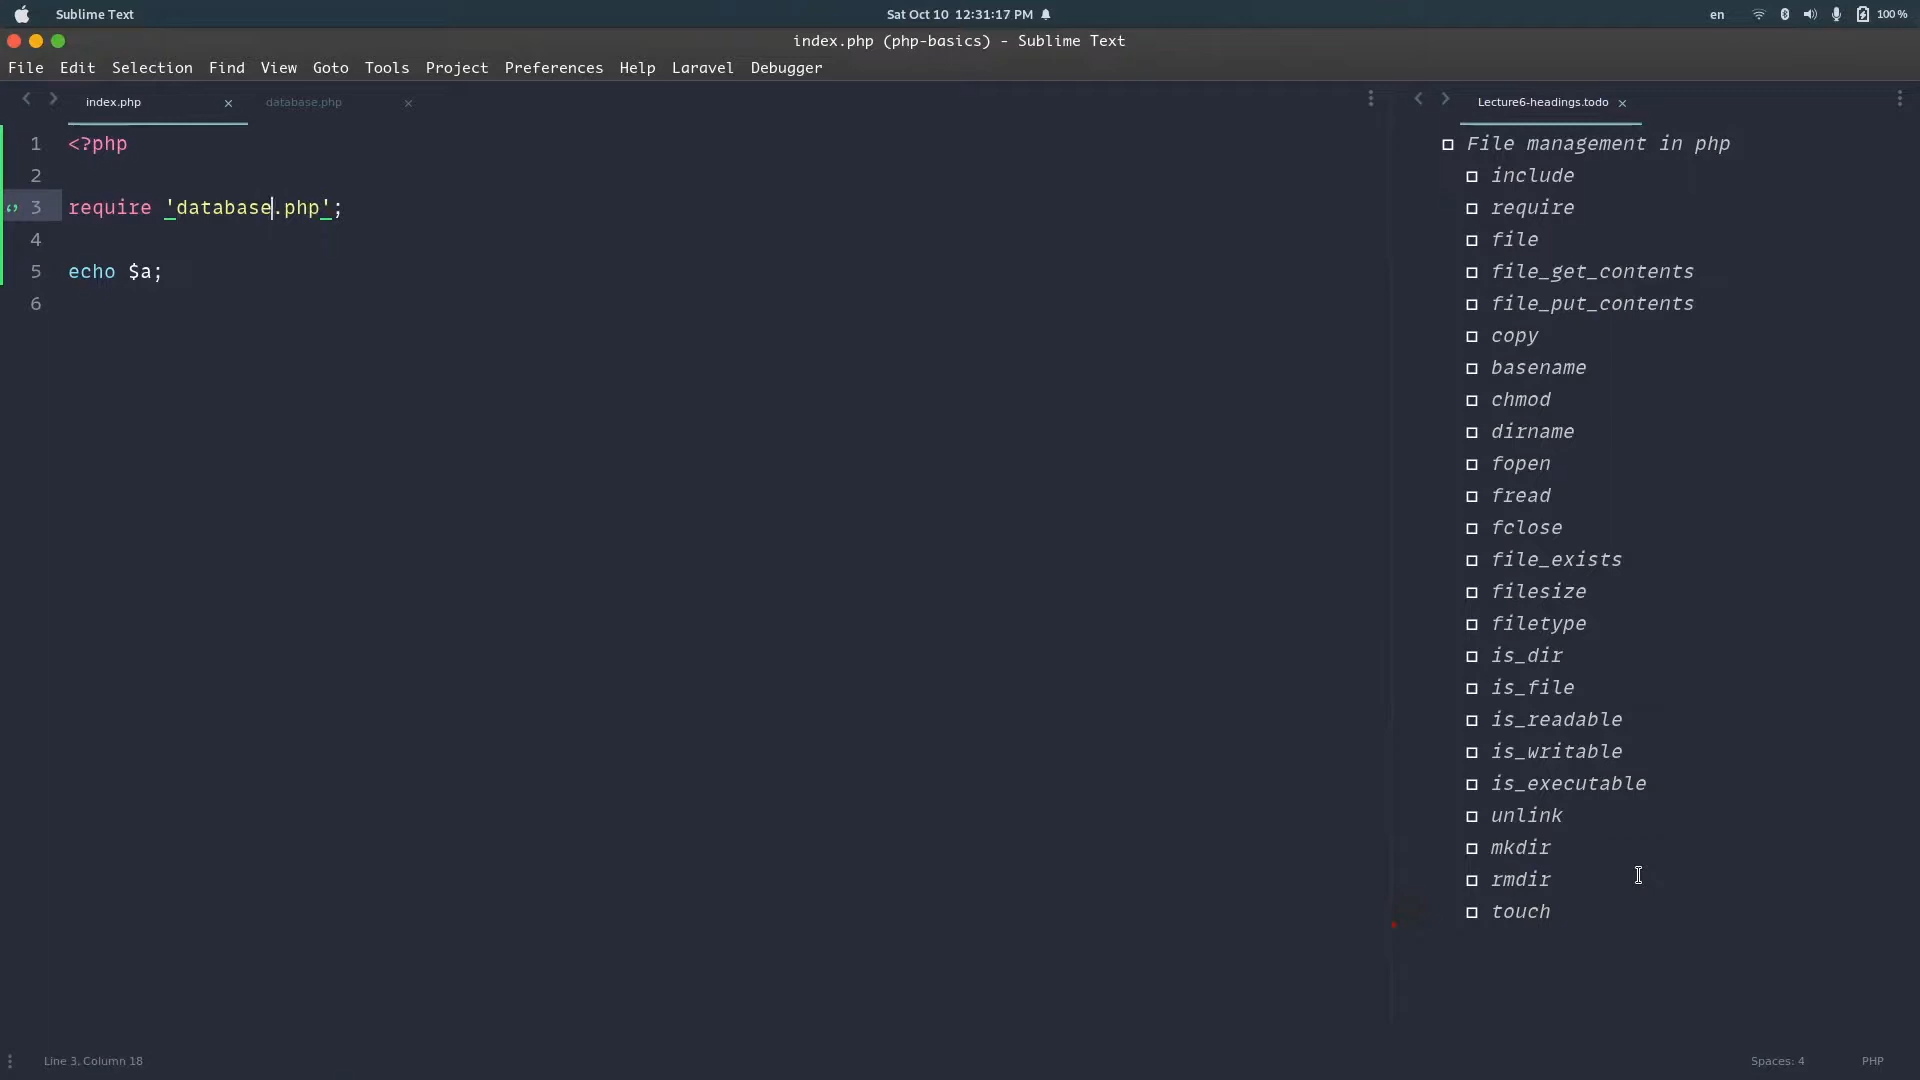 Sublime Text
Sat Oct 10 12:31:17 PM
en
100 %
index.php (php-basics) - Sublime Text
File Edit Selection Find View Goto Tools Project Preferences Help Laravel Debugger
index.php
database.php
Lecture6-headings.todo
1 <?php
2
3 require 'database.php';
4
5 echo $a;
6
File management in php
include
require
file
file_get_contents
file_put_contents
copy
basename
chmod
dirname
fopen
fread
fclose
file_exists
filesize
filetype
is_dir
is_file
is_readable
is_writable
is_executable
unlink
mkdir
rmdir
touch
Line 3, Column 18
Spaces: 4
PHP